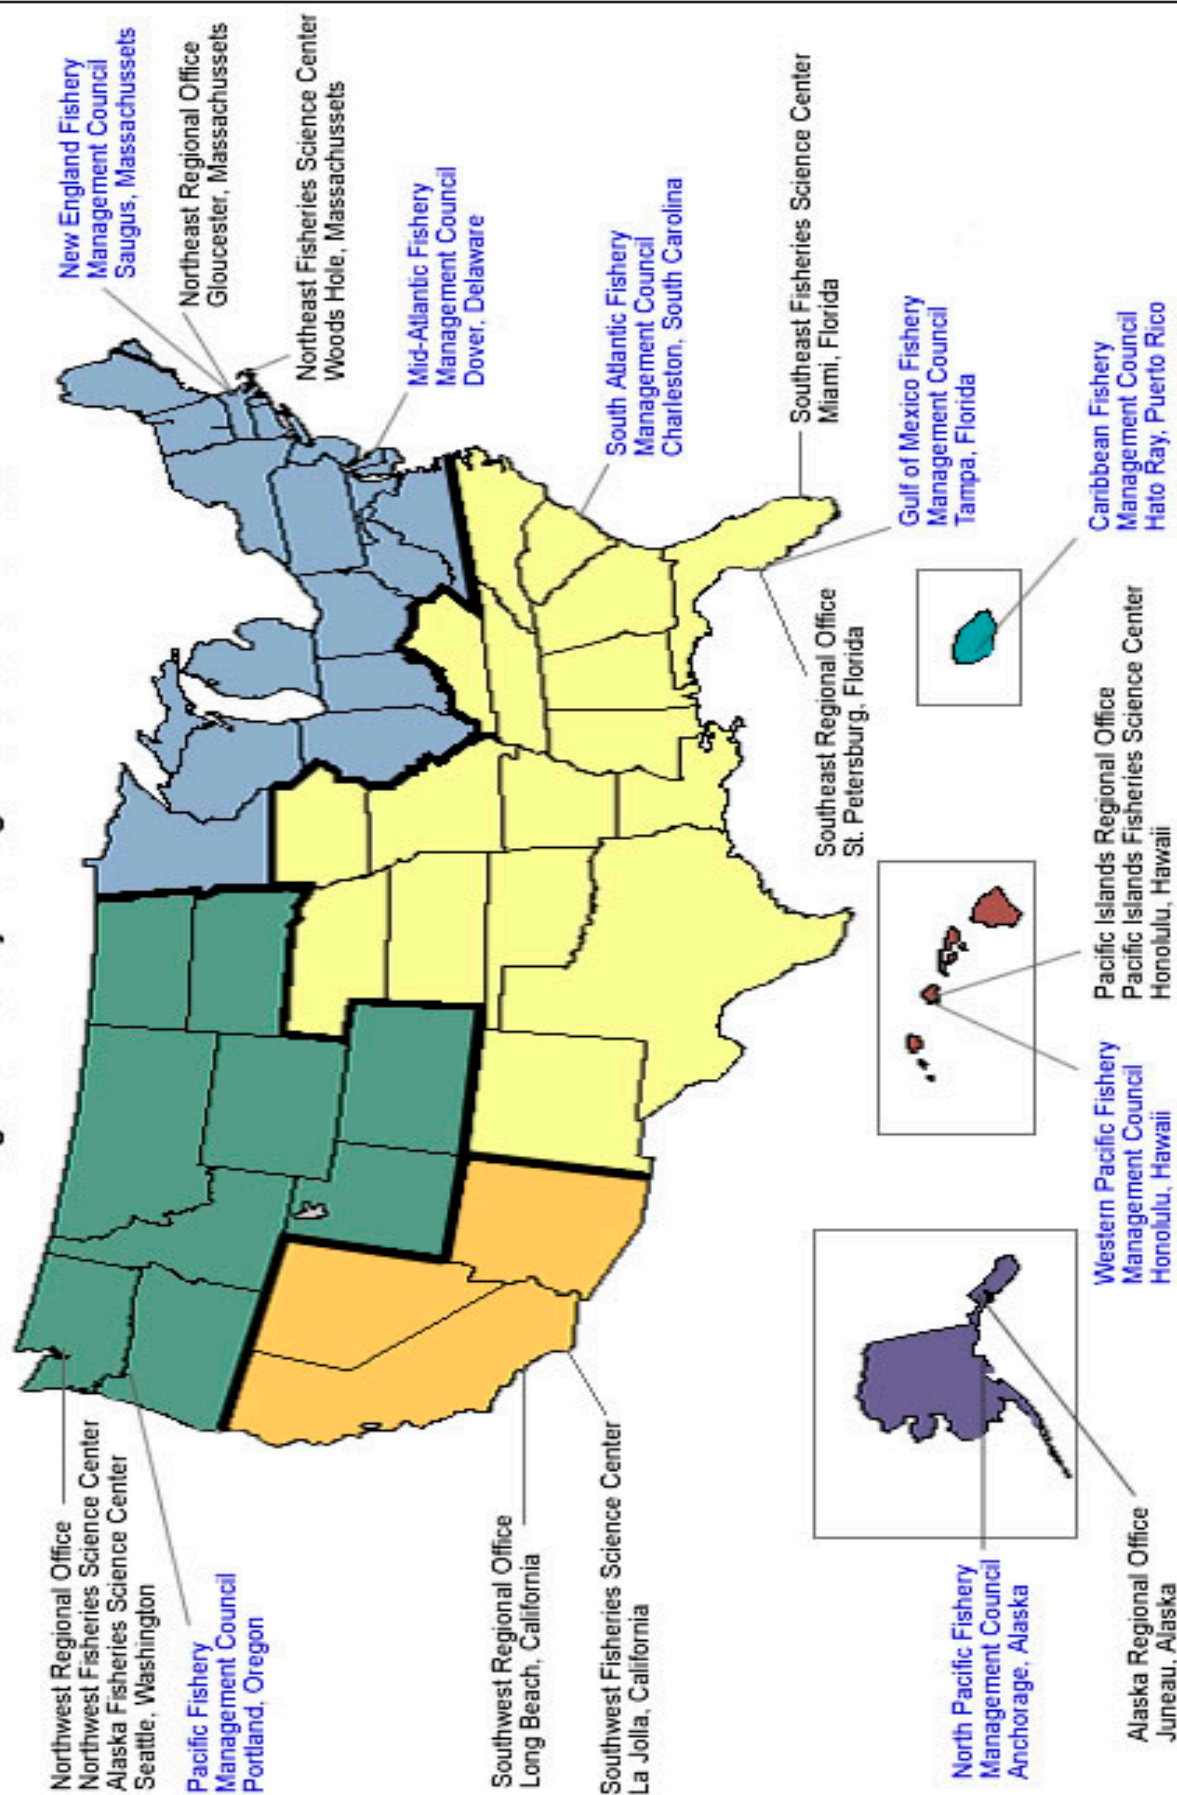 Northwest Regional Office
Northwest Fisheries Science Center
Alaska Fisheries Science Center
Seattle, Washington
Pacific Fishery
Management Council
Portland, Oregon
Southwest Regional Office
Long Beach, California
Southwest Fisheries Science Center
La Jolla, California
North Pacific Fishery
Management Council
Anchorage, Alaska
Alaska Regional Office
Juneau, Alaska
Western Pacific Fishery
Management Council
Honolulu, Hawaii
Pacific Islands Regional Office
Pacific Islands Fisheries Science Center
Honolulu, Hawaii
Southeast Regional Office
St. Petersburg, Florida
Caribbean Fishery
Management Council
Hato Ray, Puerto Rico
Gulf of Mexico Fishery
Management Council
Tampa, Florida
Southeast Fisheries Science Center
Miami, Florida
South Atlantic Fishery
Management Council
Charleston, South Carolina
Mid-Atlantic Fishery
Management Council
Dover, Delaware
Northeast Fisheries Science Center
Woods Hole, Massachussets
Northeast Regional Office
Gloucester, Massachussets
New England Fishery
Management Council
Saugus, Massachussets